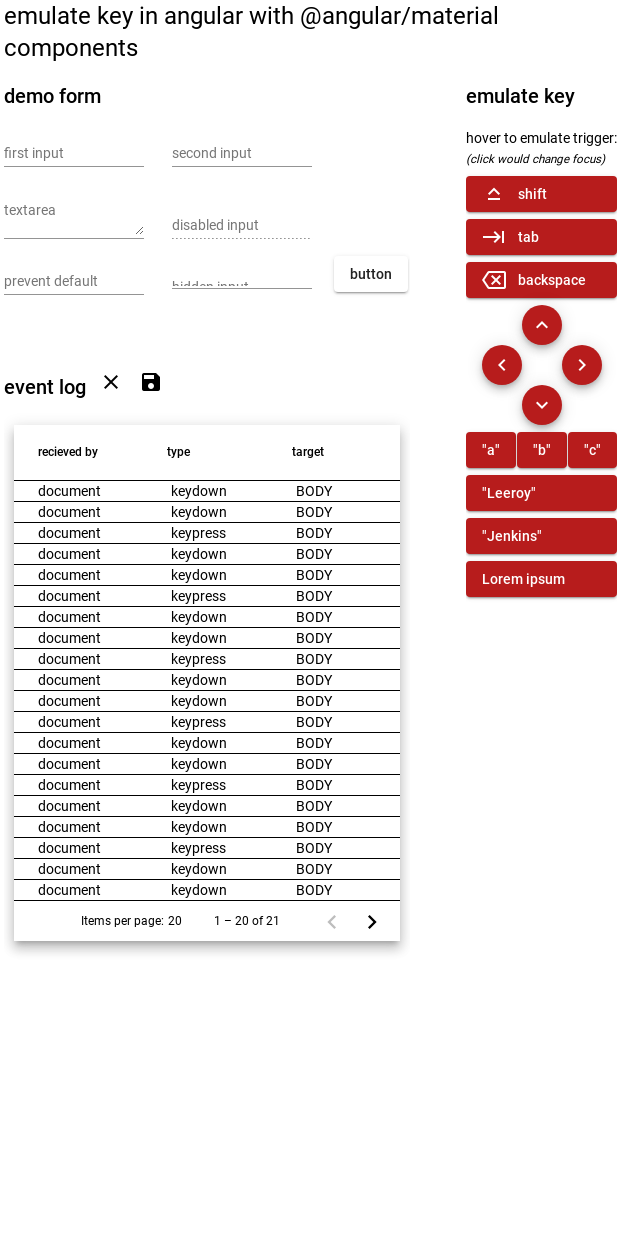 emulate key in angular with @angular/material
components
demo form
first input
second input
textarea
disabled input
prevent default
hidden input
button
event log
recieved by type target
document keydown BODY
document keydown BODY
document keypress BODY
document keydown BODY
document keydown BODY
document keypress BODY
document keydown BODY
document keydown BODY
document keypress BODY
document keydown BODY
document keydown BODY
document keypress BODY
document keydown BODY
document keydown BODY
document keypress BODY
document keydown BODY
document keydown BODY
document keypress BODY
document keydown BODY
document keydown BODY
Items per page: 20 1 – 20 of 21
emulate key
hover to emulate trigger:
(click would change focus)
shift
tab
backspace
"a" "b" "c"
"Leeroy"
"Jenkins"
Lorem ipsum